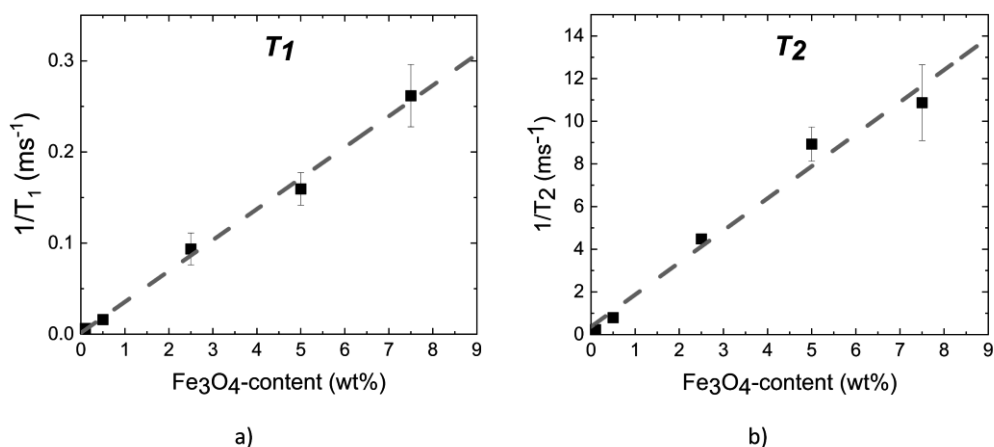 T1
1/T1 (ms-1)
0.3
0.2
0.1
0.0
0 1 2 3 4 5 6 7 8 9
Fe3O4-content (wt%)
a)
T2
1/T2 (ms-1)
14
12
10
8
6
4
2
0
0 1 2 3 4 5 6 7 8 9
Fe3O4-content (wt%)
b)